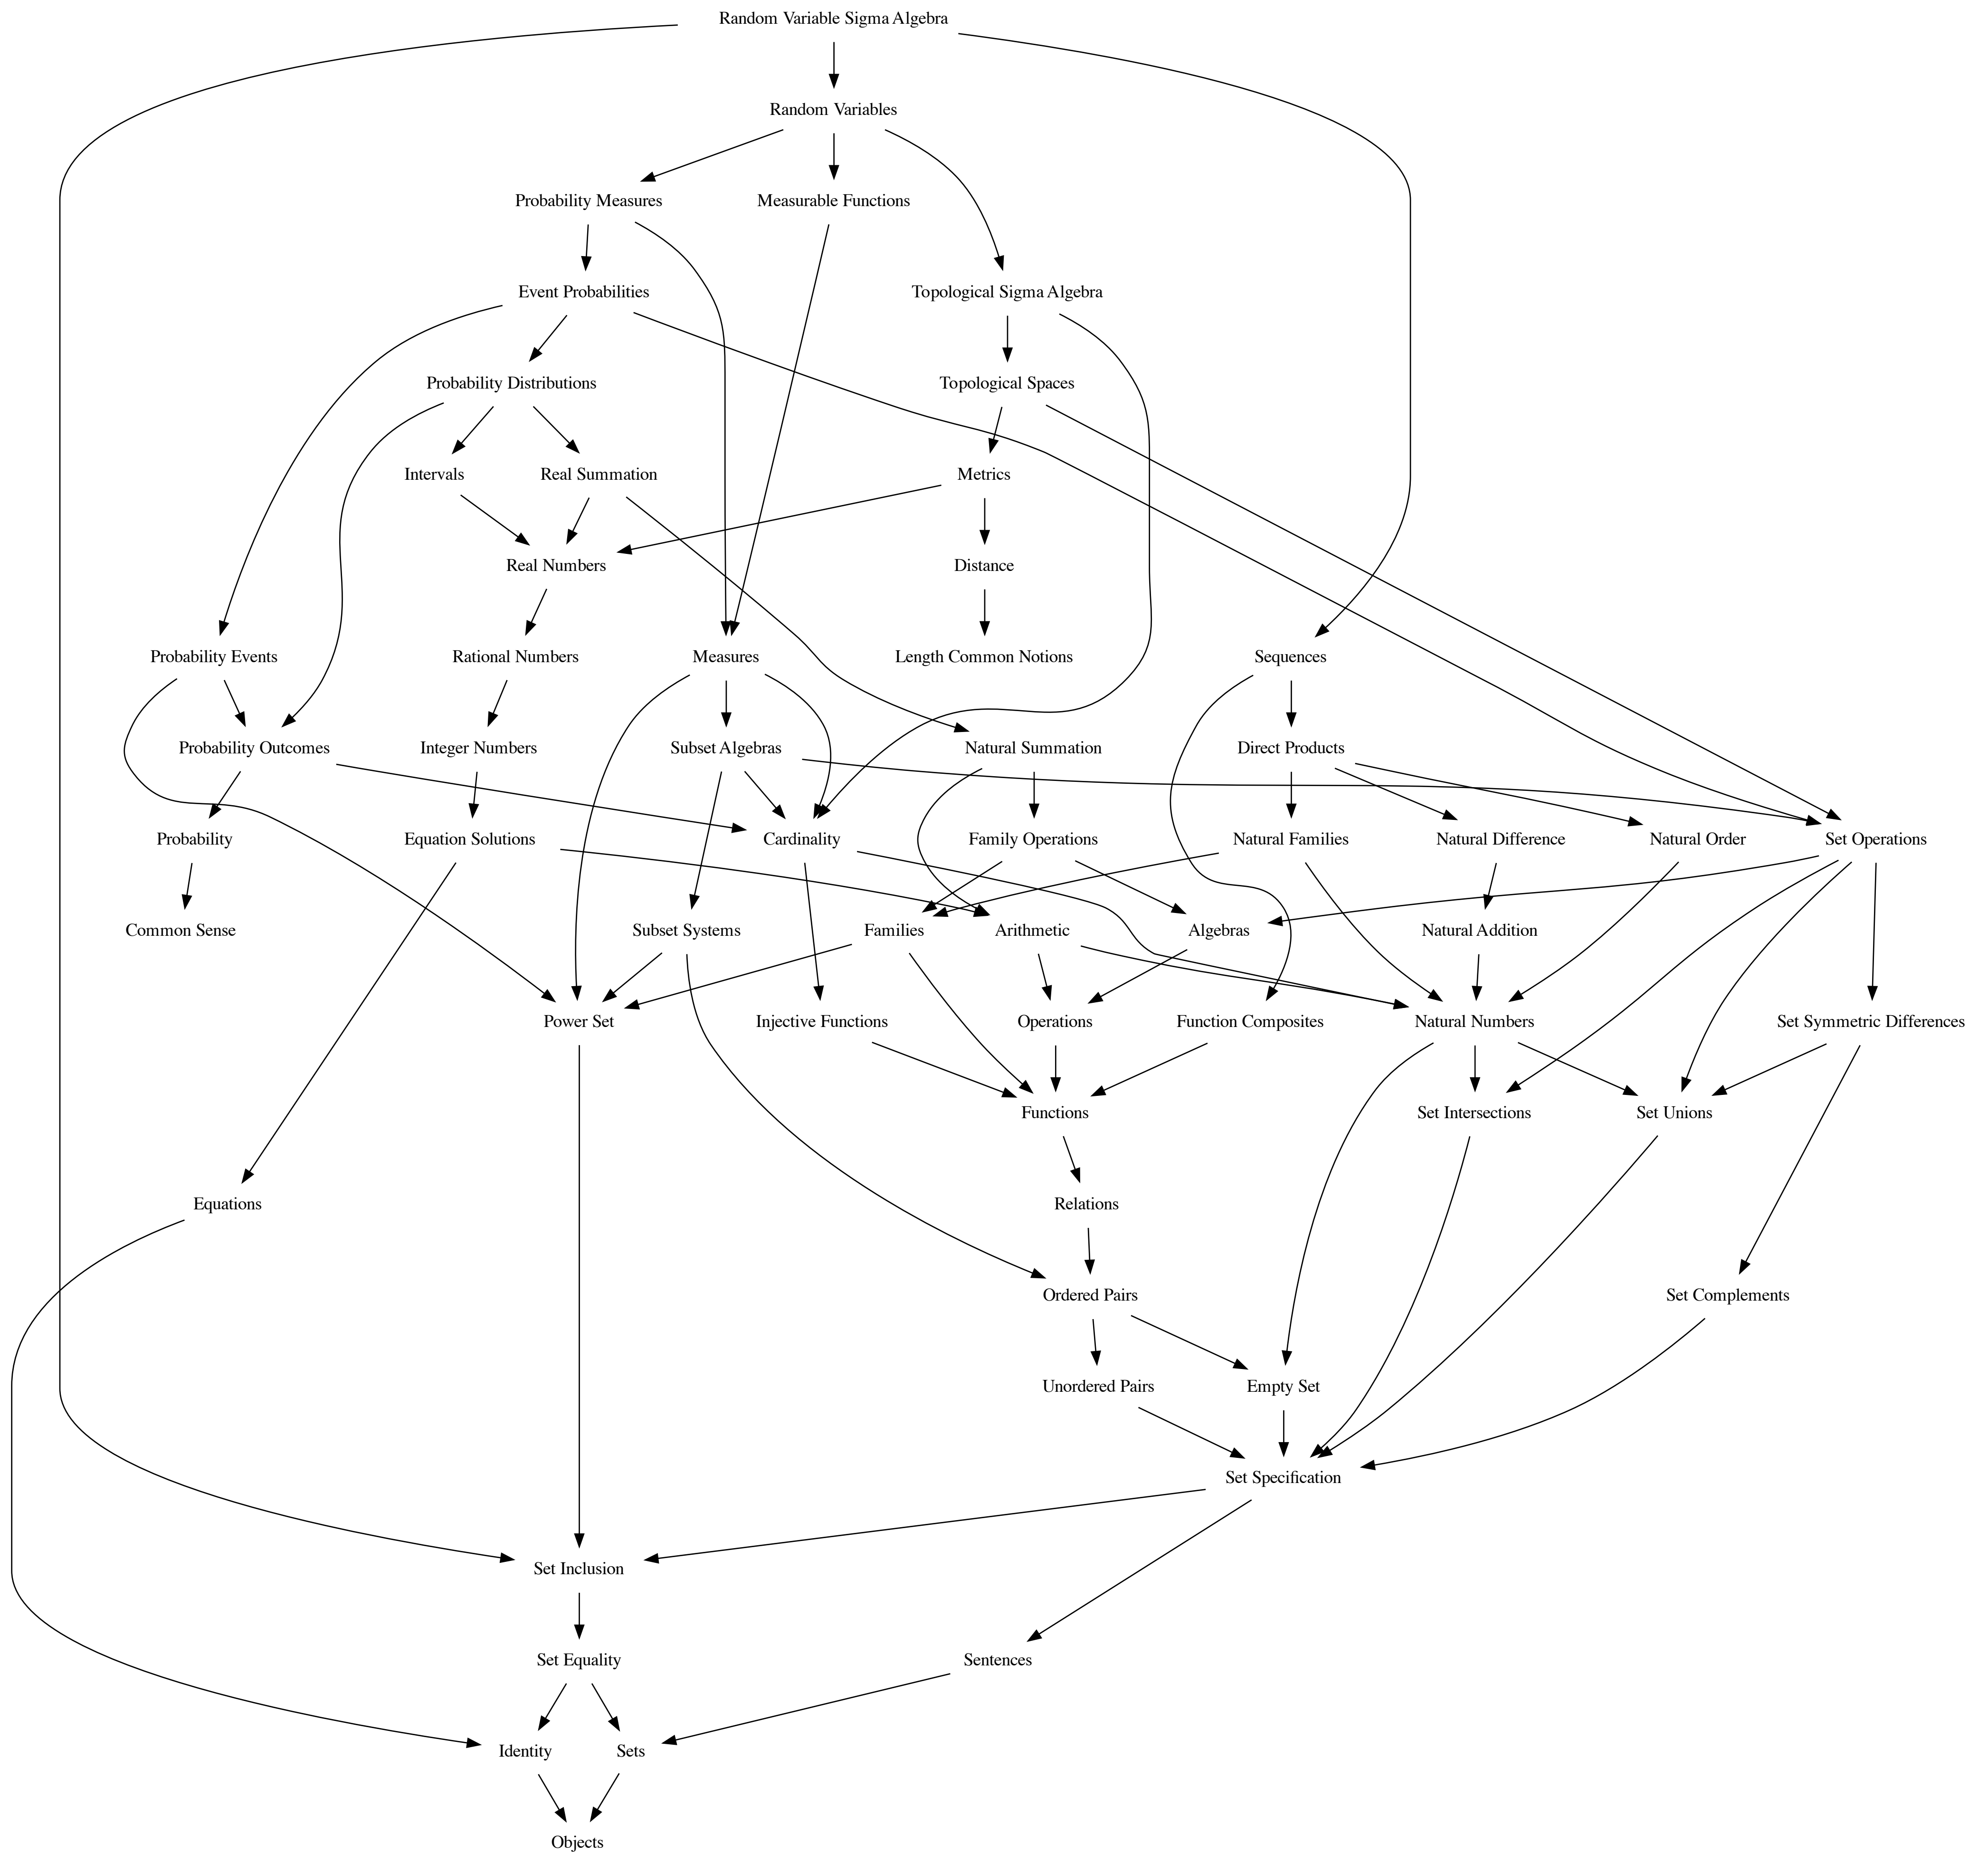 Random Variable Sigma Algebra
Random Variables
Probability Measures
Measurable Functions
Event Probabilities
Topological Sigma Algebra
Probability Distributions
Topological Spaces
Intervals
Real Summation
Metrics
Real Numbers
Distance
Probability Events
Rational Numbers
Measures
Length Common Notions
Sequences
Probability Outcomes
Integer Numbers
Subset Algebras
Natural Summation
Direct Products
Probability
Equation Solutions
Cardinality
Family Operations
Natural Families
Natural Difference
Natural Order
Set Operations
Common Sense
Subset Systems
Families
Arithmetic
Algebras
Natural Addition
Power Set
Injective Functions
Operations
Function Composites
Natural Numbers
Set Symmetric Differences
Functions
Set Intersections
Set Unions
Equations
Relations
Ordered Pairs
Set Complements
Unordered Pairs
Empty Set
Set Specification
Set Inclusion
Set Equality
Sentences
Identity
Sets
Objects